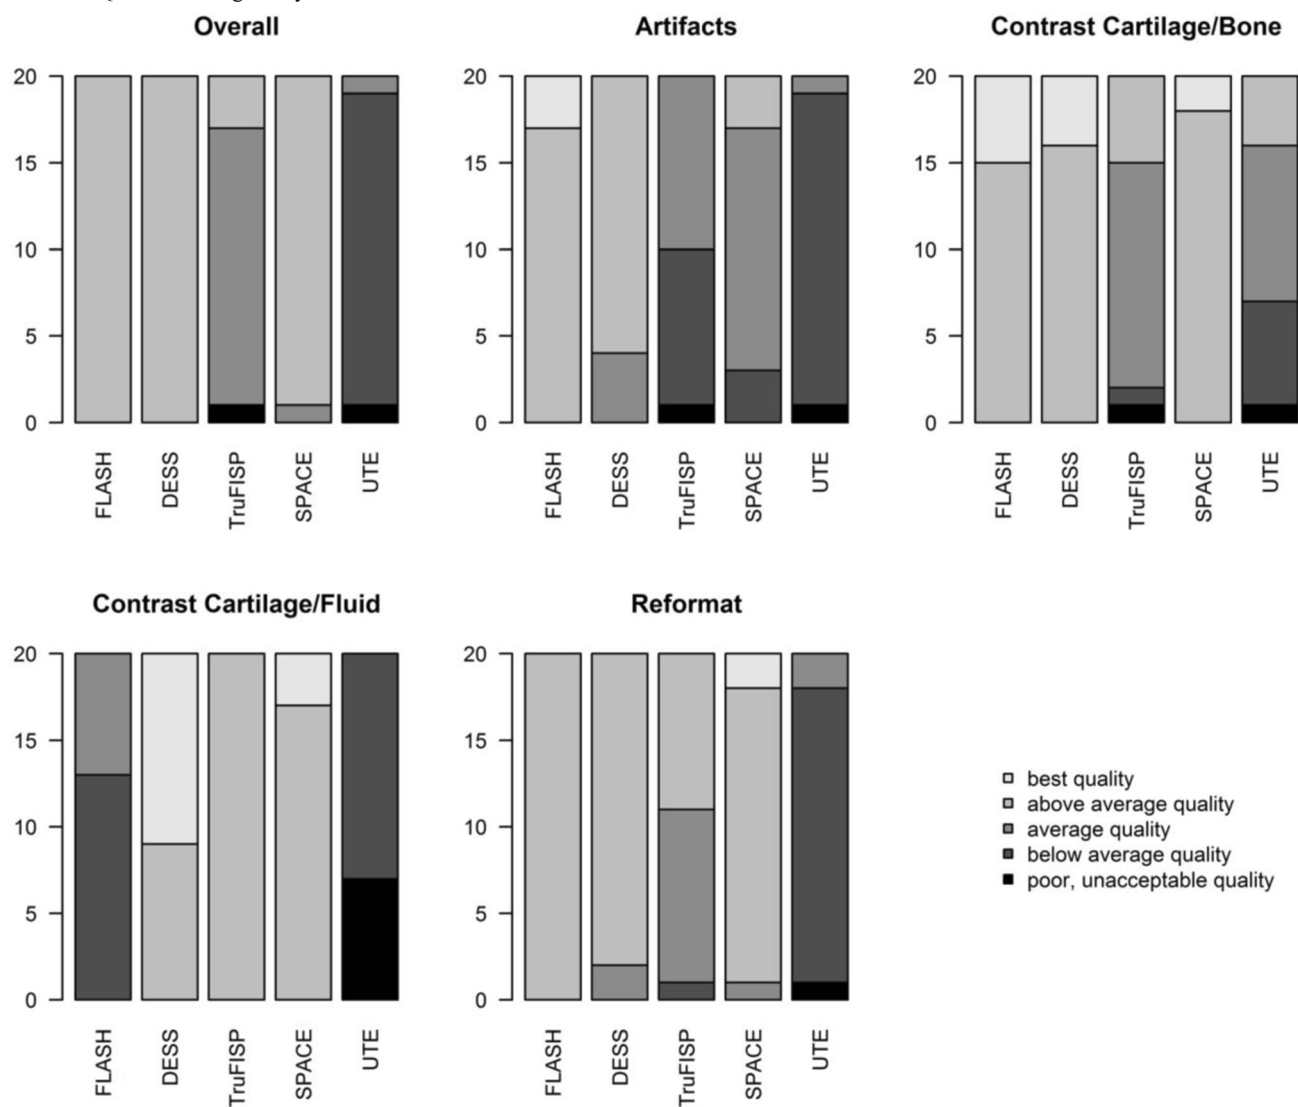 Overall
Artifacts
Contrast Cartilage/Bone
20
15
10
5
0
FLASH
DESS
TruFISP
SPACE
UTE
20
15
10
5
0
FLASH
DESS
TruFISP
SPACE
UTE
20
15
10
5
0
FLASH
DESS
TruFISP
SPACE
UTE
Contrast Cartilage/Fluid
Reformat
20
15
10
5
0
FLASH
DESS
TruFISP
SPACE
UTE
20
15
10
5
0
FLASH
DESS
TruFISP
SPACE
UTE
best quality
above average quality
average quality
below average quality
poor, unacceptable quality